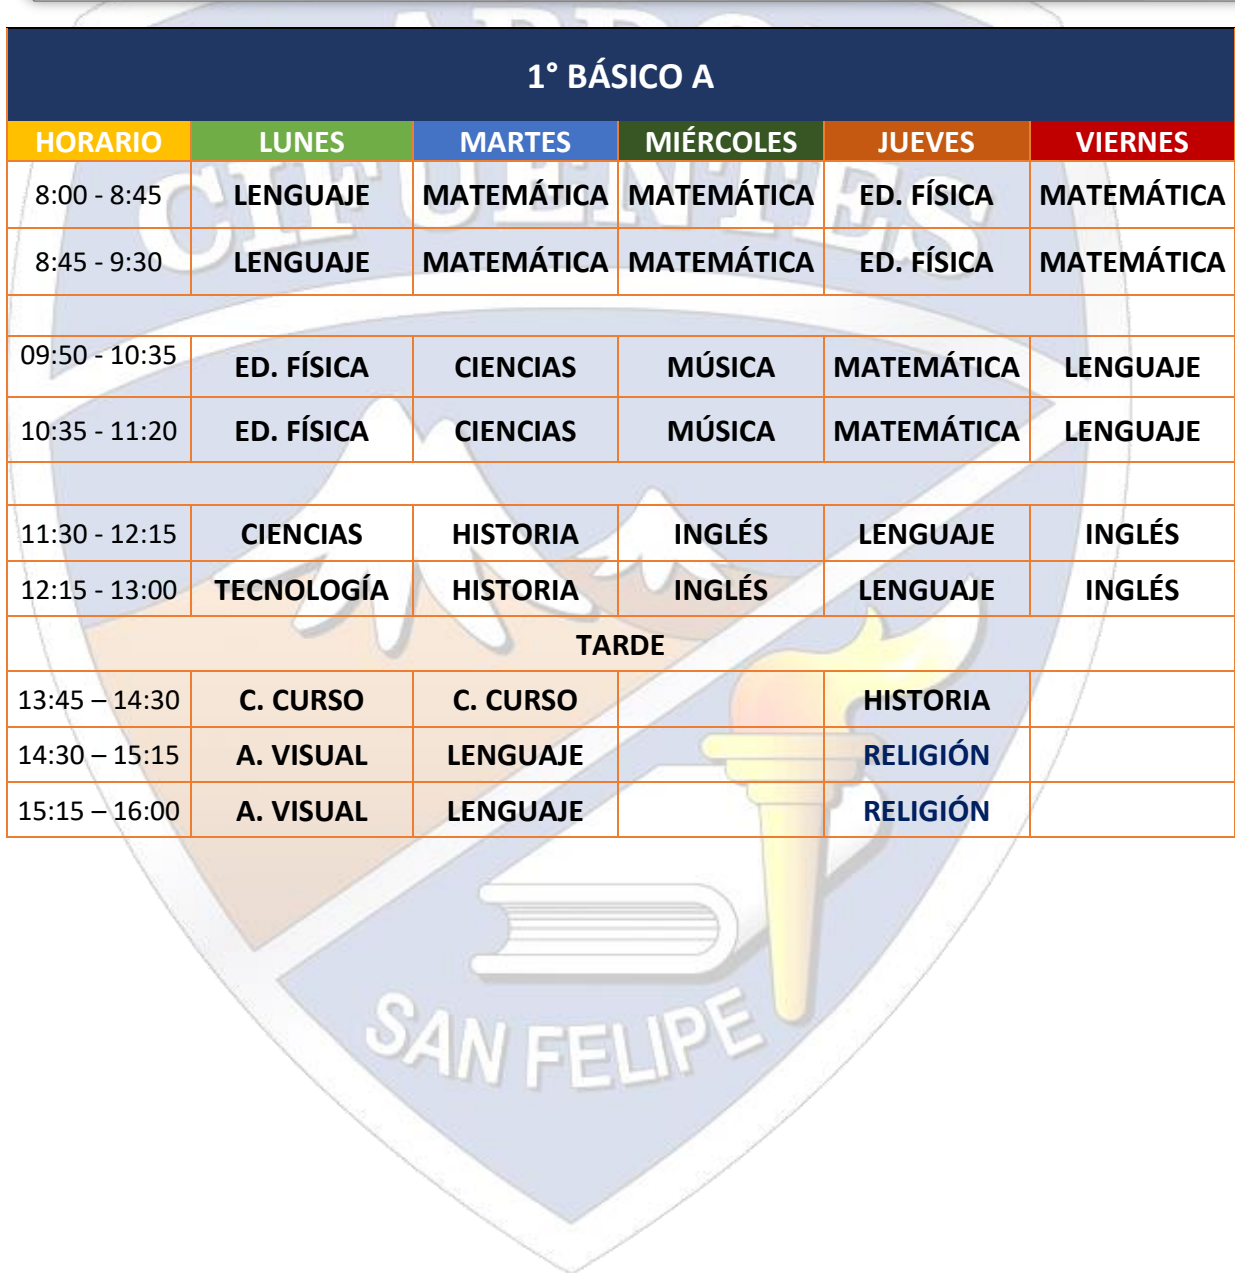 1° BÁSICO A
HORARIO LUNES MARTES MIÉRCOLES JUEVES VIERNES
8:00 - 8:45 LENGUAJE MATEMÁTICA MATEMÁTICA ED. FÍSICA MATEMÁTICA
8:45 - 9:30 LENGUAJE MATEMÁTICA MATEMÁTICA ED. FÍSICA MATEMÁTICA
09:50 - 10:35 ED. FÍSICA CIENCIAS MÚSICA MATEMÁTICA LENGUAJE
10:35 - 11:20 ED. FÍSICA CIENCIAS MÚSICA MATEMÁTICA LENGUAJE
11:30 - 12:15 CIENCIAS HISTORIA INGLÉS LENGUAJE INGLÉS
12:15 - 13:00 TECNOLOGÍA HISTORIA INGLÉS LENGUAJE INGLÉS
TARDE
13:45 – 14:30 C. CURSO C. CURSO HISTORIA
14:30 – 15:15 A. VISUAL LENGUAJE RELIGIÓN
15:15 – 16:00 A. VISUAL LENGUAJE RELIGIÓN
CIFUENTES
SAN FELIPE